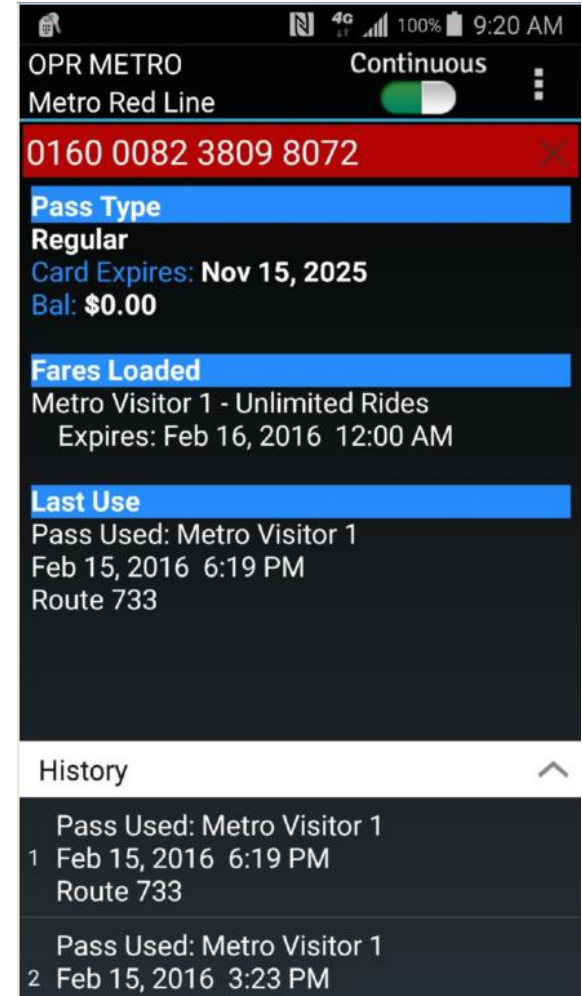 4G 100% 9:20 AM
OPR METRO
Continuous
Metro Red Line
0160 0082 3809 8072
Pass Type
Regular
Card Expires: Nov 15, 2025
Bal: $0.00
Fares Loaded
Metro Visitor 1 - Unlimited Rides
Expires: Feb 16, 2016 12:00 AM
Last Use
Pass Used: Metro Visitor 1
Feb 15, 2016 6:19 PM
Route 733
History
Pass Used: Metro Visitor 1
1 Feb 15, 2016 6:19 PM
Route 733
Pass Used: Metro Visitor 1
2 Feb 15, 2016 3:23 PM